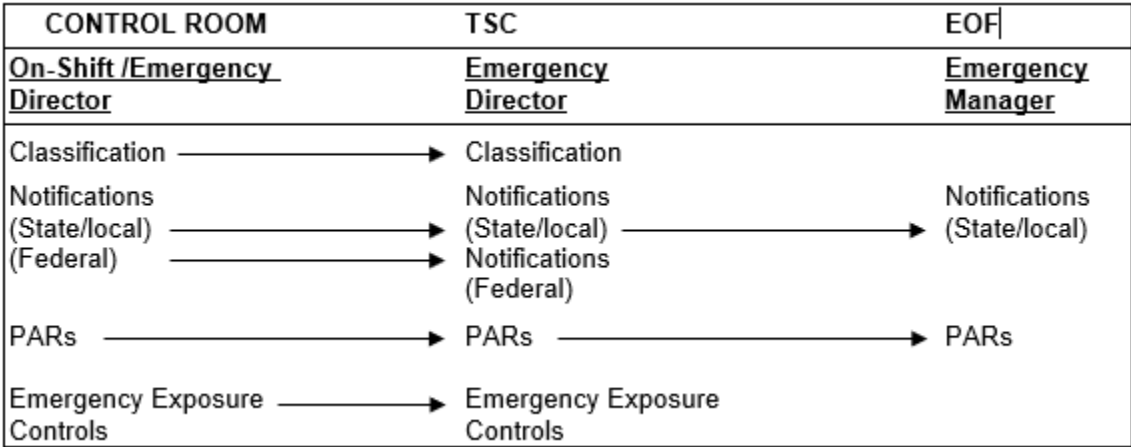 CONTROL ROOM TSC EOF
On-Shift /Emergency Emergency Emergency
Director Director Manager
Classification Classification
Notifications Notifications Notifications
(State/local) (State/local) (State/local)
(Federal) Notifications
(Federal)
PARs PARs PARs
Emergency Exposure Emergency Exposure
Controls Controls